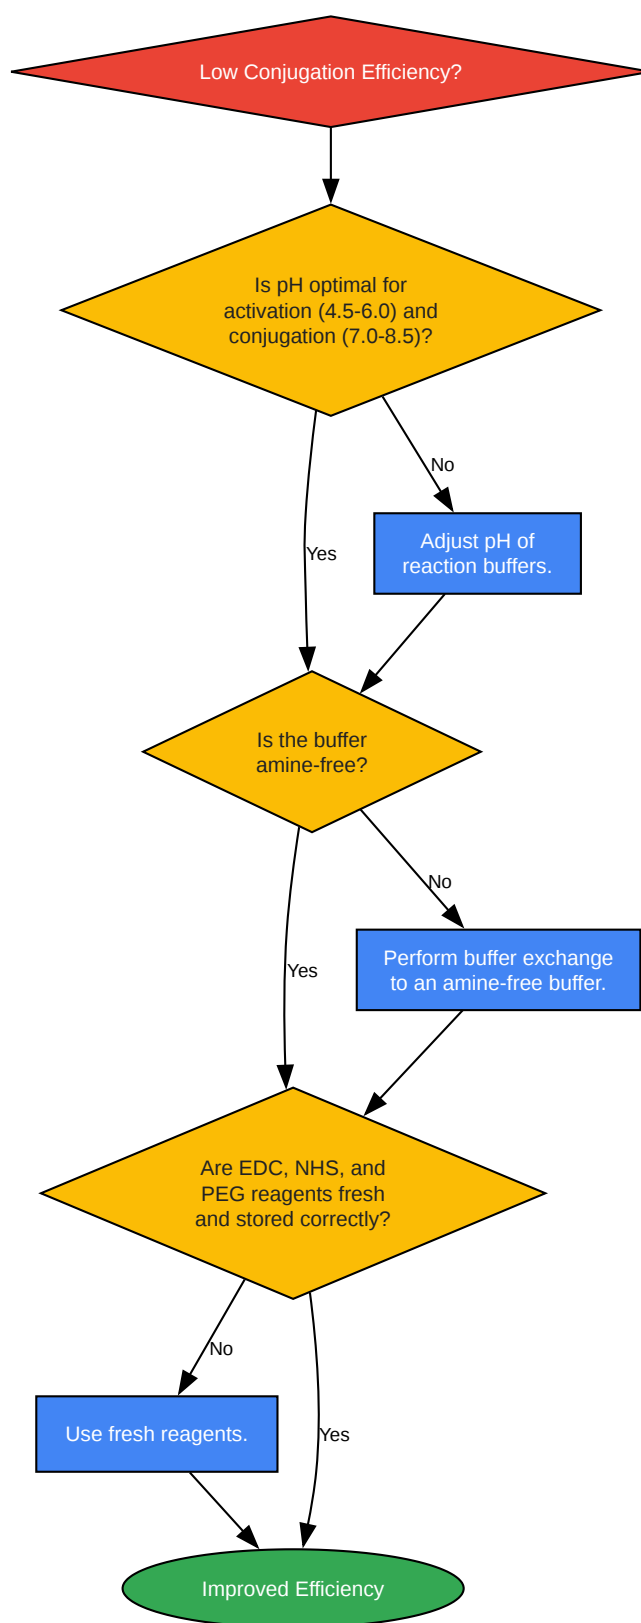 Low Conjugation Efficiency?
Is pH optimal for
activation (4.5-6.0) and
conjugation (7.0-8.5)?
No
Adjust pH of
reaction buffers.
Yes
Is the buffer
amine-free?
No
Perform buffer exchange
to an amine-free buffer.
Yes
Are EDC, NHS, and
PEG reagents fresh
and stored correctly?
No
Use fresh reagents.
Yes
Improved Efficiency